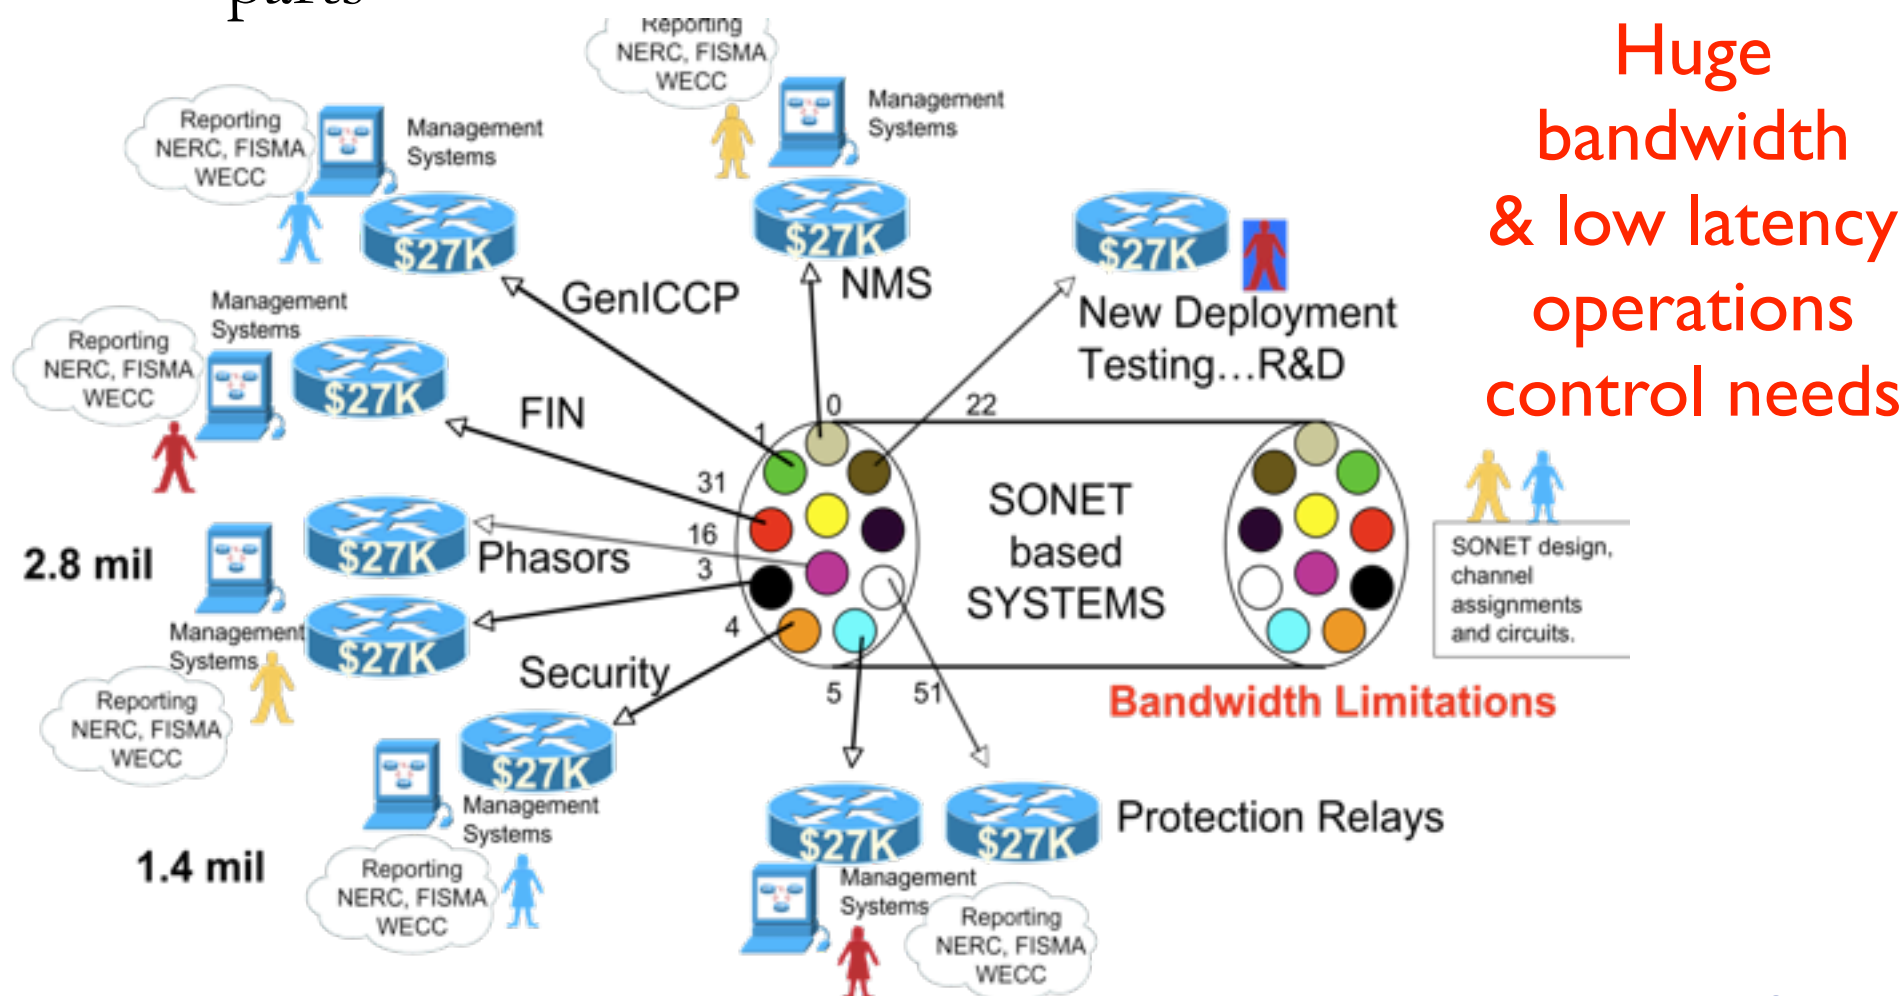 parts
Reporting
NERC, FISMA
WECC
Management
Systems
$27K
NMS
Reporting
NERC, FISMA
WECC
Management
Systems
$27K
GenICCP
$27K
New Deployment
Testing...R&D
Huge
bandwidth
& low latency
operations
control needs
Management
Systems
Reporting
NERC, FISMA
WECC
$27K
FIN
0
22
1
31
16
3
4
5
51
SONET
based
SYSTEMS
SONET design,
channel
assignments
and circuits.
2.8 mil
$27K
Phasors
$27K
Management
Systems
Reporting
NERC, FISMA
WECC
Security
Bandwidth Limitations
$27K
Management
Systems
1.4 mil
Reporting
NERC, FISMA
WECC
$27K
$27K
Protection Relays
Management
Systems
Reporting
NERC, FISMA
WECC